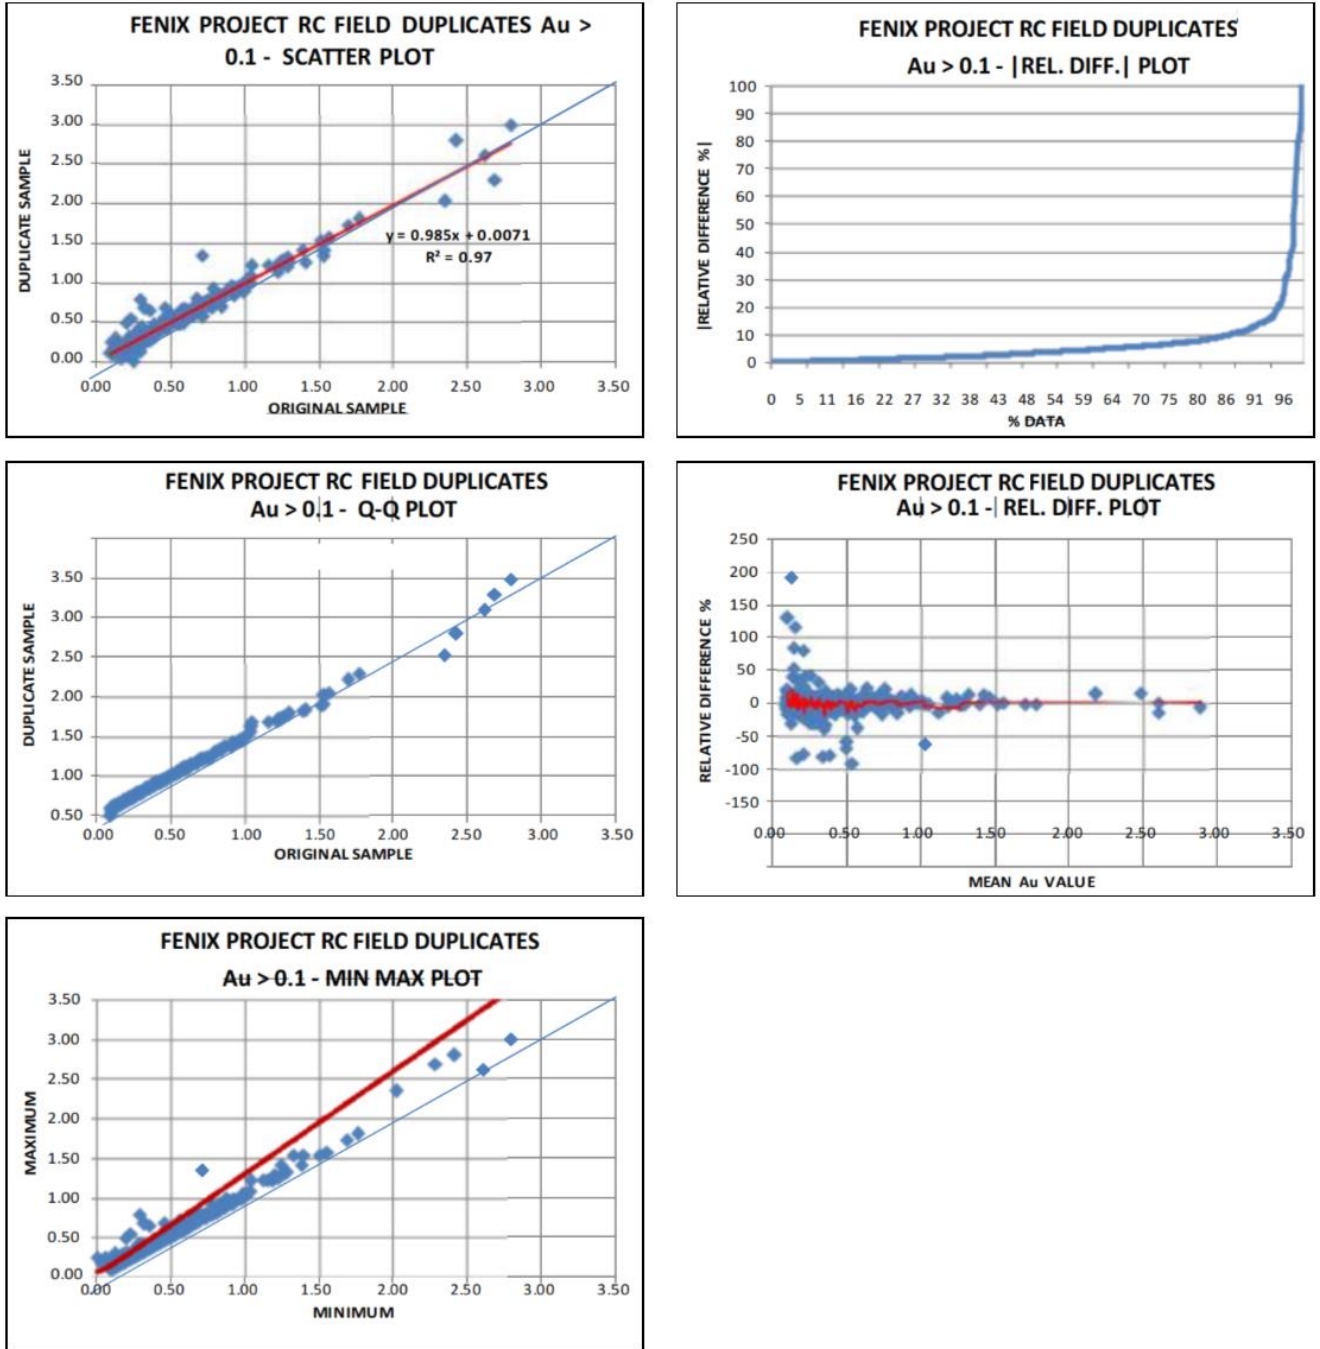 FENIX PROJECT RC FIELD DUPLICATES Au >
0.1 - SCATTER PLOT
3.50
3.00
2.50
2.00
1.50
1.00
0.50
0.00
DUPLICATE SAMPLE
y = 0.985x + 0.0071
R² = 0.97
0.00 0.50 1.00 1.50 2.00 2.50 3.00 3.50
ORIGINAL SAMPLE
FENIX PROJECT RC FIELD DUPLICATES
Au > 0.1 - |REL. DIFF.| PLOT
100
90
80
70
60
50
40
30
20
10
0
|RELATIVE DIFFERENCE %|
0 5 11 16 22 27 32 38 43 48 54 59 64 70 75 80 86 91 96
% DATA
FENIX PROJECT RC FIELD DUPLICATES
Au > 0.1 - Q-Q PLOT
3.50
3.00
2.50
2.00
1.50
1.00
0.50
DUPLICATE SAMPLE
0.00 0.50 1.00 1.50 2.00 2.50 3.00 3.50
ORIGINAL SAMPLE
FENIX PROJECT RC FIELD DUPLICATES
Au > 0.1 - REL. DIFF. PLOT
250
200
150
100
50
0
-50
-100
-150
RELATIVE DIFFERENCE %
0.00 0.50 1.00 1.50 2.00 2.50 3.00 3.50
MEAN Au VALUE
FENIX PROJECT RC FIELD DUPLICATES
Au > 0.1 - MIN MAX PLOT
3.50
3.00
2.50
2.00
1.50
1.00
0.50
0.00
MAXIMUM
0.00 0.50 1.00 1.50 2.00 2.50 3.00 3.50
MINIMUM